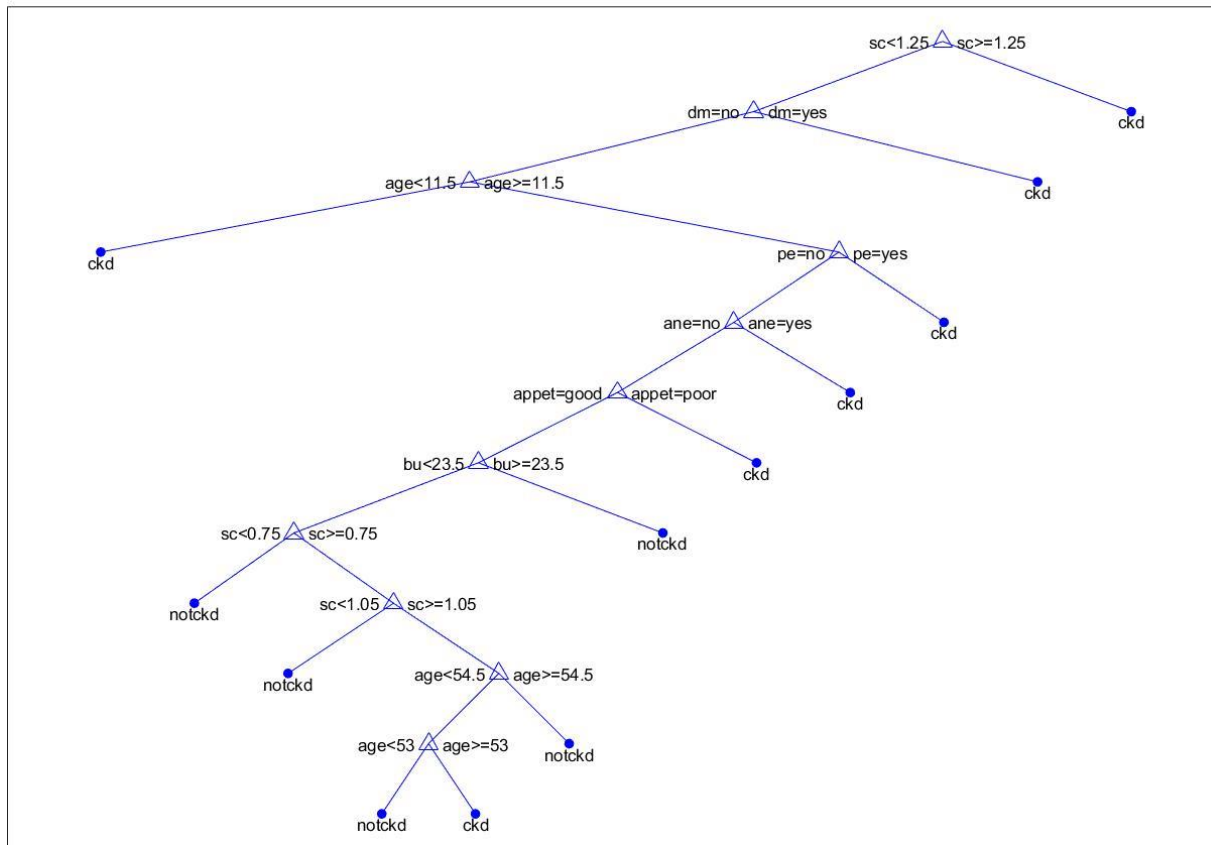 sc<1.25 sc>=1.25
dm=no dm=yes
ckd
age<11.5 age>=11.5
ckd
pe=no pe=yes
ckd
ane=no ane=yes
ckd
appet=good appet=poor
ckd
bu<23.5 bu>=23.5
ckd
sc<0.75 sc>=0.75
notckd
sc<1.05 sc>=1.05
notckd
age<54.5 age>=54.5
notckd
age<53 age>=53
notckd
notckd ckd